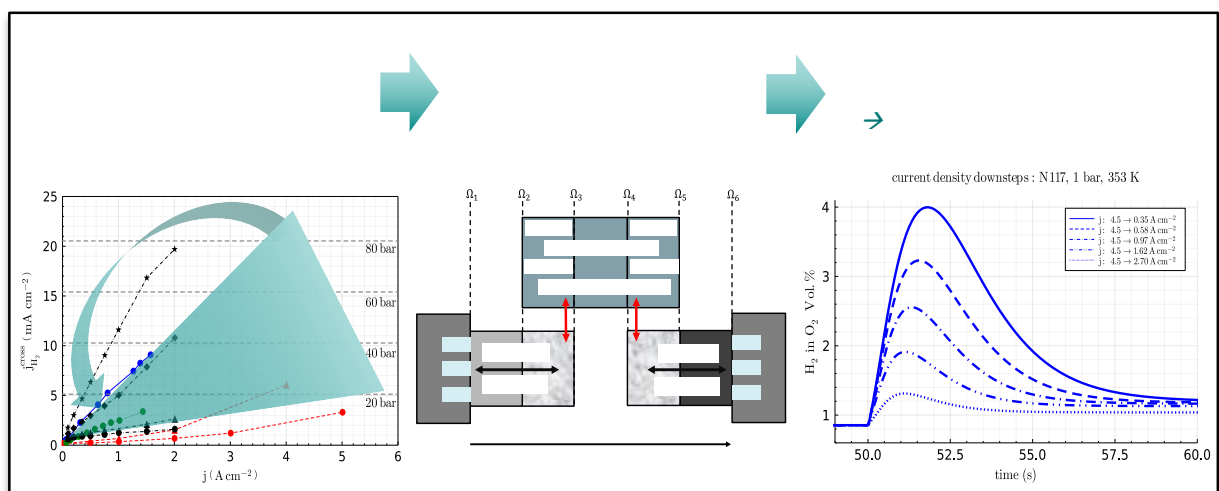 →
25
20
15
10
5
0
0 1 2 3 4 5 6
80 bar
60 bar
40 bar
20 bar
j_{H_2}^{cross} (mA cm⁻²)
j (A cm⁻²)
Ω₁ Ω₂ Ω₃ Ω₄ Ω₅ Ω₆
current density downsteps : N117, 1 bar, 353 K
4
3
2
1
50.0 52.5 55.0 57.5 60.0
H₂ in O₂ Vol.%
time (s)
j: 4.5 → 0.35 A cm⁻²
j: 4.5 → 0.58 A cm⁻²
j: 4.5 → 0.97 A cm⁻²
j: 4.5 → 1.62 A cm⁻²
j: 4.5 → 2.70 A cm⁻²